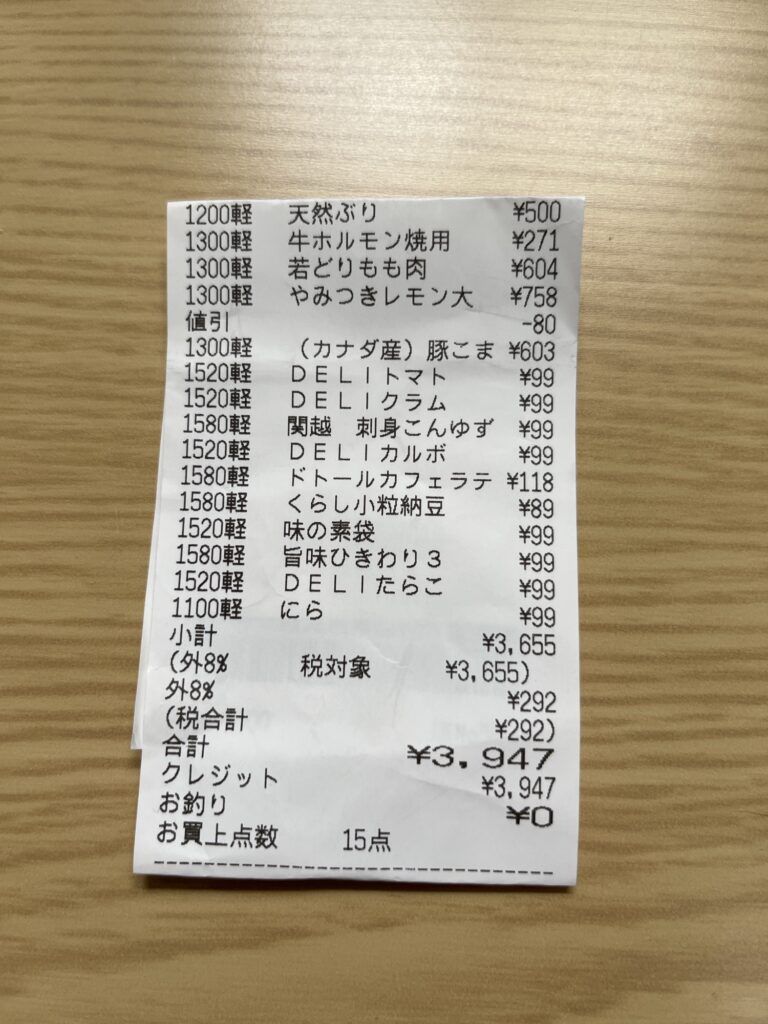 1200軽 天然ぶり ¥500
1300軽 牛ホルモン焼用 ¥271
1300軽 若どりもも肉 ¥604
1300軽 やみつきレモン大 ¥758
値引 -80
1300軽 （カナダ産）豚こま ¥603
1520軽 ＤＥＬＩトマト ¥99
1520軽 ＤＥＬＩクラム ¥99
1580軽 関越　刺身こんゆず ¥99
1520軽 ＤＥＬＩカルボ ¥99
1580軽 ドトールカフェラテ ¥118
1580軽 くらし小粒納豆 ¥89
1520軽 味の素袋 ¥99
1580軽 旨味ひきわり３ ¥99
1520軽 ＤＥＬＩたらこ ¥99
1100軽 にら ¥99
小計 ¥3,655
(外8% 税対象 ¥3,655)
外8% ¥292
(税合計 ¥292)
合計 ¥3,947
クレジット ¥3,947
お釣り ¥0
お買上点数 15点